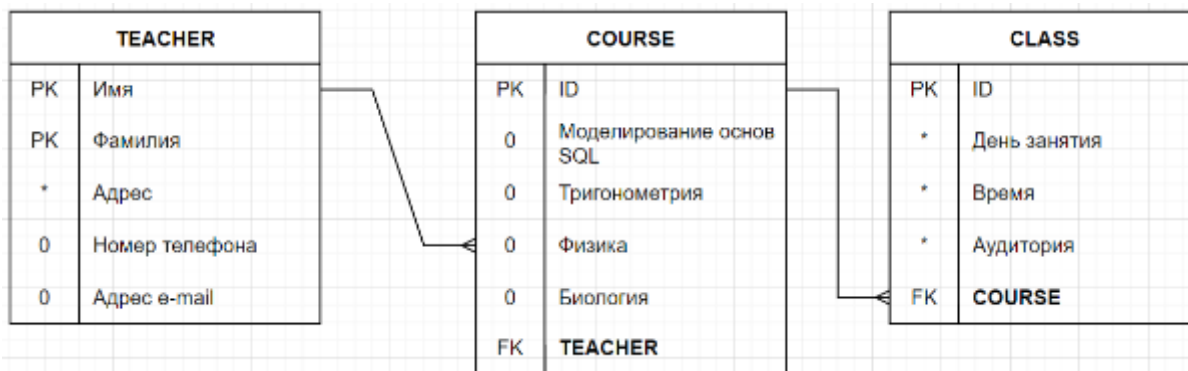 TEACHER
PK Имя
PK Фамилия
* Адрес
0 Номер телефона
0 Адрес e-mail
COURSE
PK ID
0 Моделирование основ
SQL
0 Тригонометрия
0 Физика
0 Биология
FK TEACHER
CLASS
PK ID
* День занятия
* Время
* Аудитория
FK COURSE